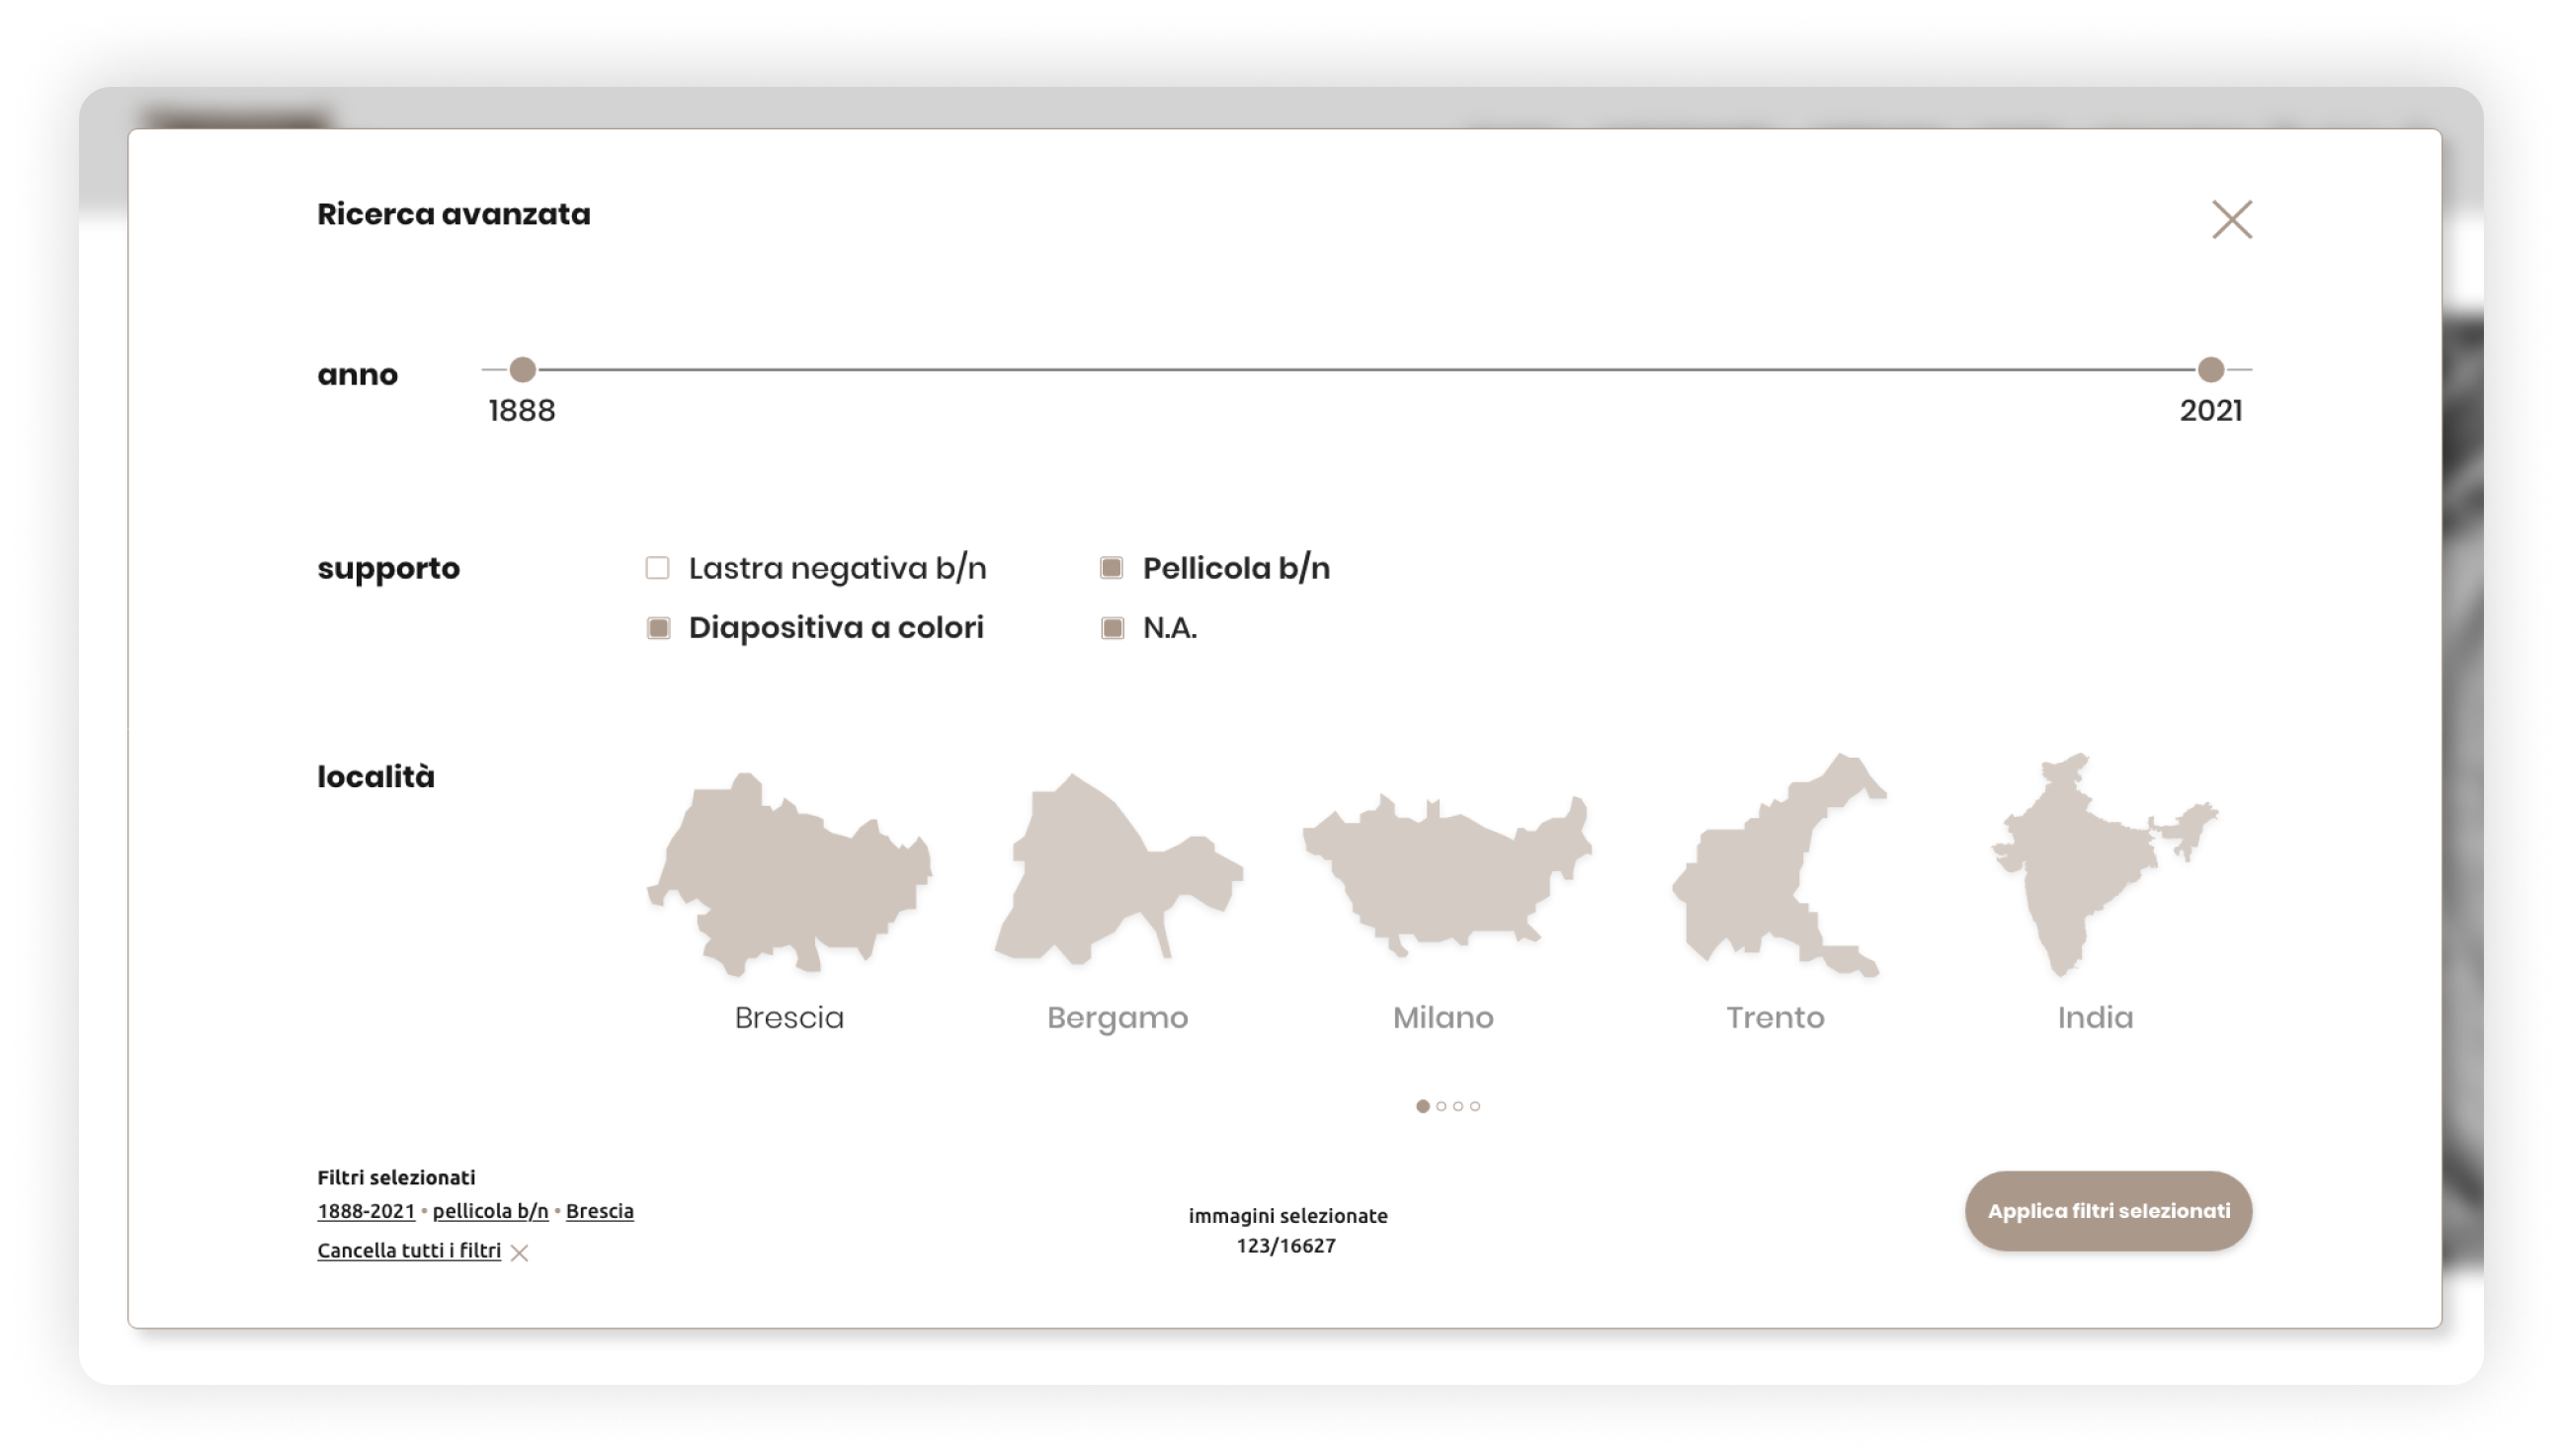 Ricerca avanzata
anno
1888
2021
supporto
Lastra negativa b/n
Pellicola b/n
Diapositiva a colori
N.A.
località
Brescia
Bergamo
Milano
Trento
India
Filtri selezionati
1888-2021 • pellicola b/n • Brescia
Cancella tutti i filtri
immagini selezionate
123/16627
Applica filtri selezionati